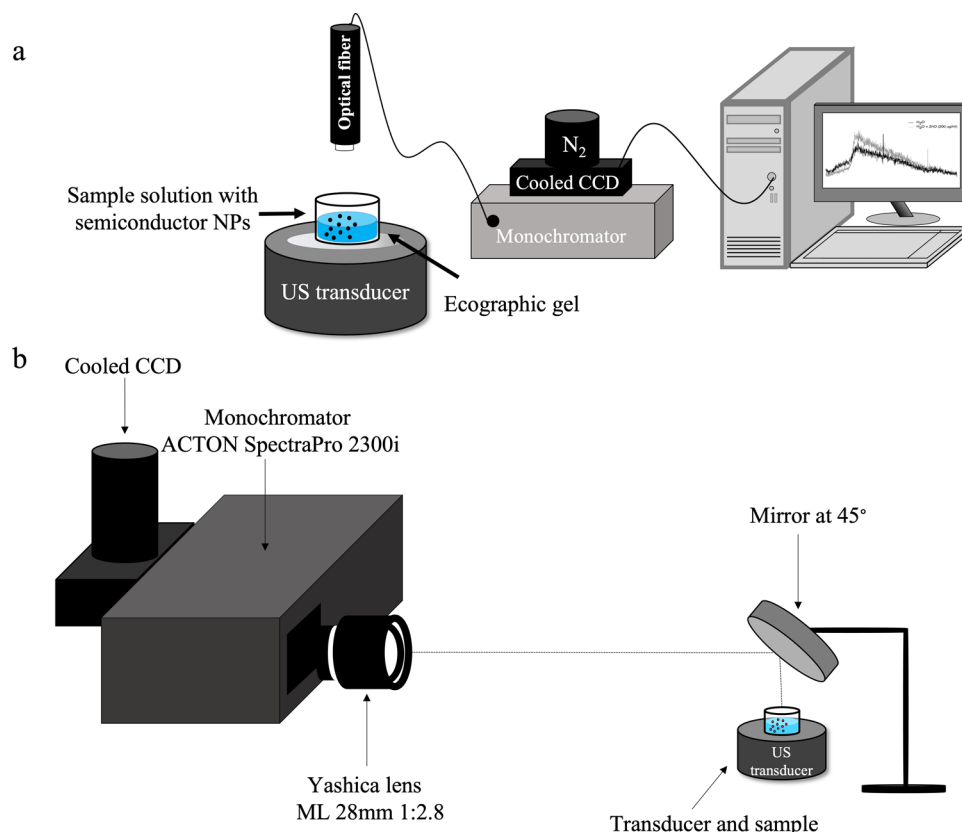 a
Optical fiber
N₂
Cooled CCD
Monochromator
Sample solution with
semiconductor NPs
US transducer
Ecographic gel
b
Cooled CCD
Monochromator
ACTON SpectraPro 2300i
Mirror at 45°
US
transducer
Yashica lens
ML 28mm 1:2.8
Transducer and sample